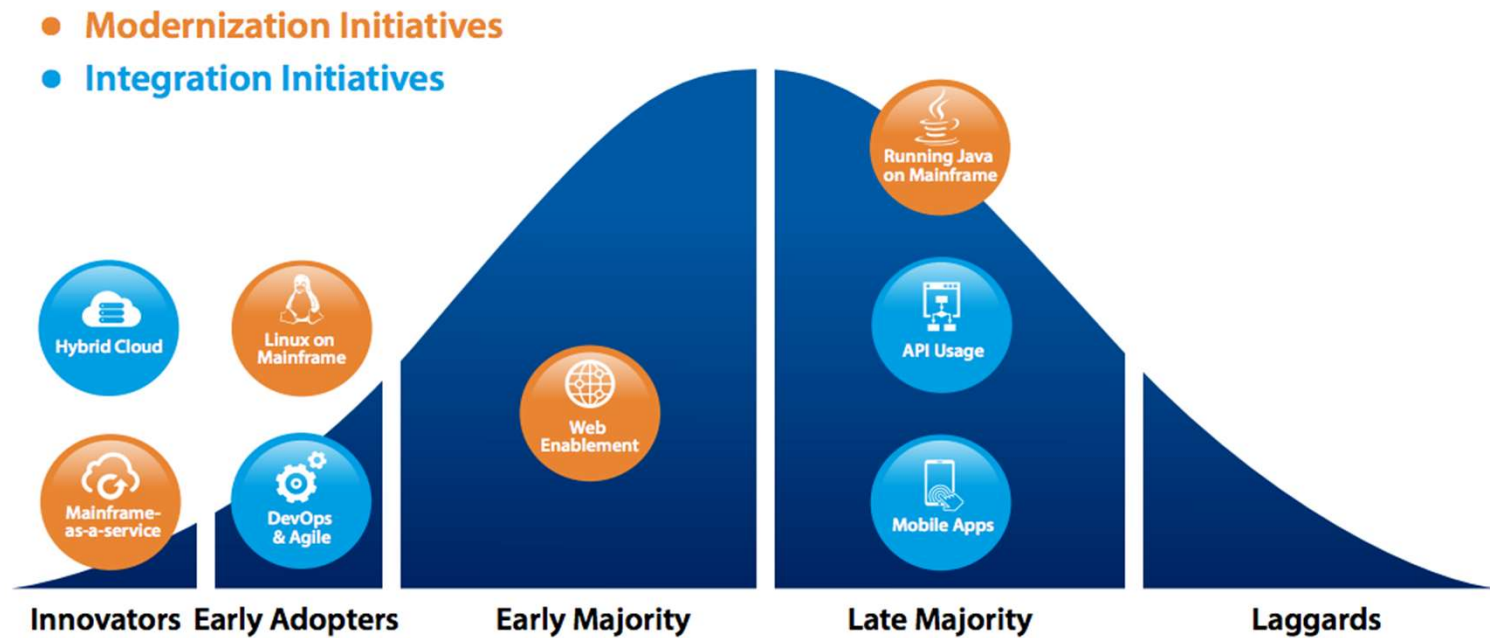 Modernization Initiatives
Integration Initiatives
Running Java
on Mainframe
Hybrid Cloud
Linux on
Mainframe
API Usage
Web
Enablement
Mainframe-
as-a-service
DevOps
& Agile
Mobile Apps
Innovators
Early Adopters
Early Majority
Late Majority
Laggards